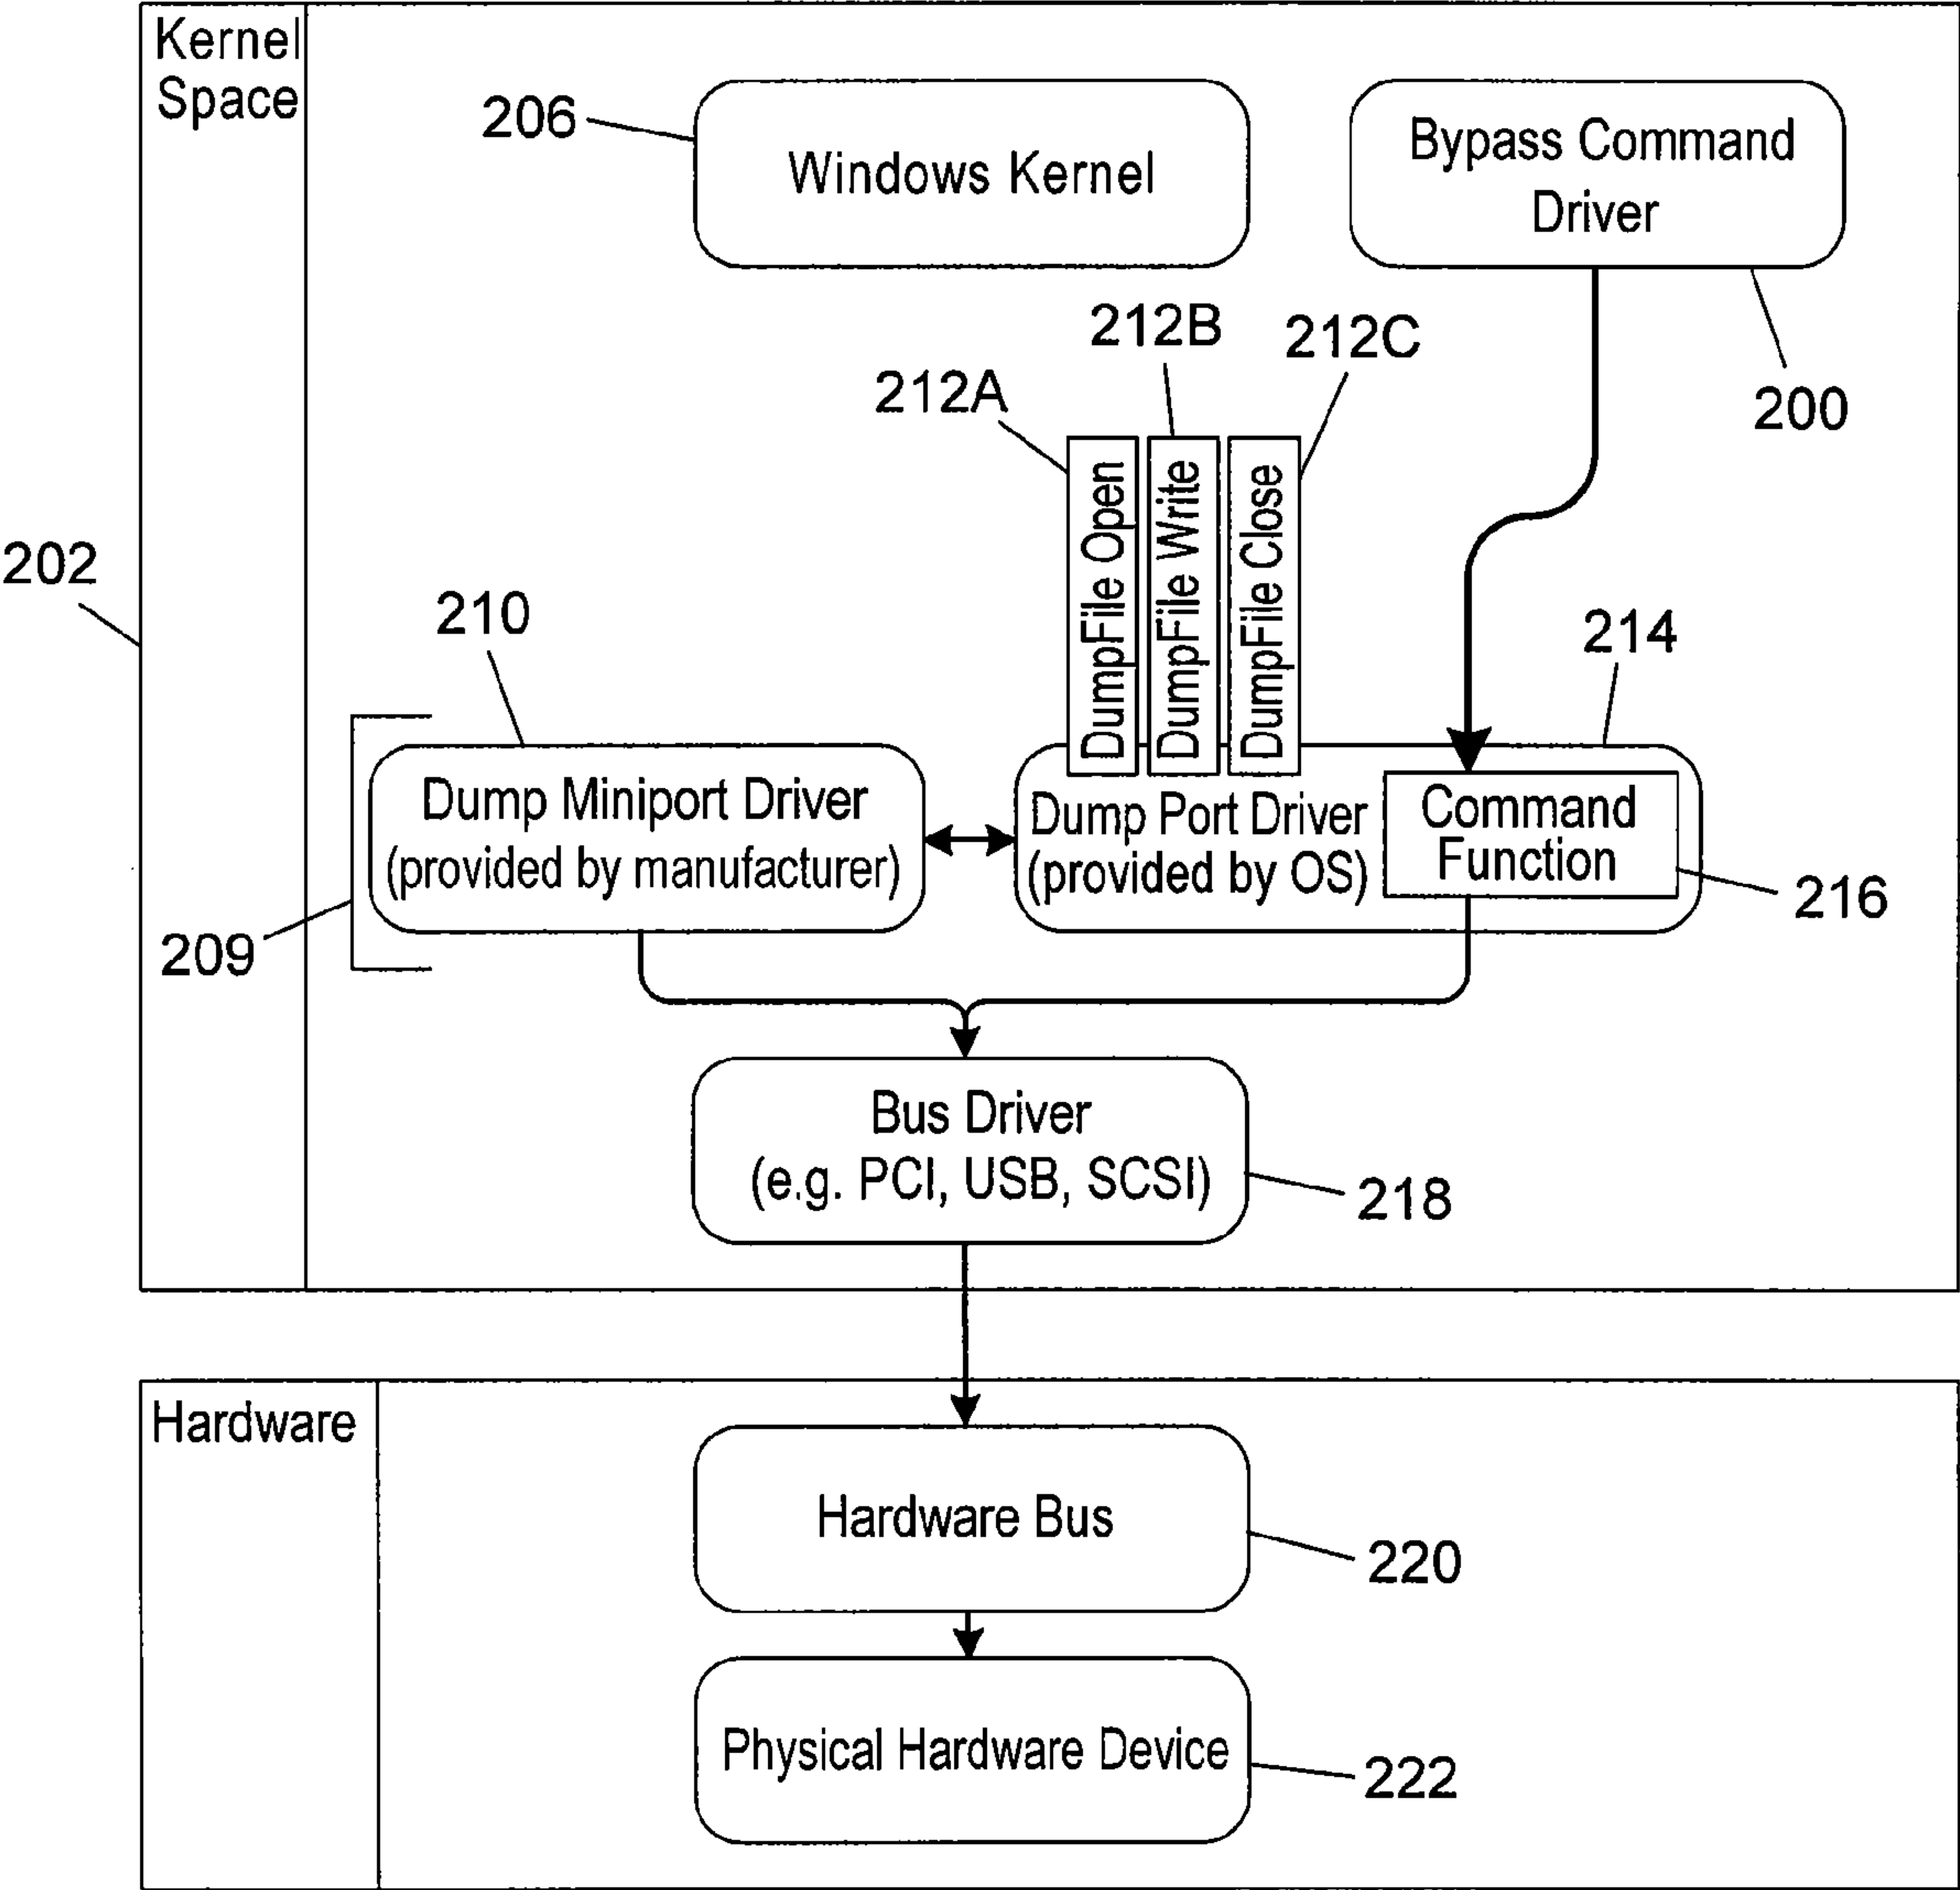 Kernel
Space
206
Windows Kernel
Bypass Command
Driver
200
212A
212B
212C
DumpFile Open
DumpFile Write
DumpFile Close
202
210
214
Dump Miniport Driver
(provided by manufacturer)
Dump Port Driver
(provided by OS)
Command
Function
216
209
Bus Driver
(e.g. PCI, USB, SCSI)
218
Hardware
Hardware Bus
220
Physical Hardware Device
222